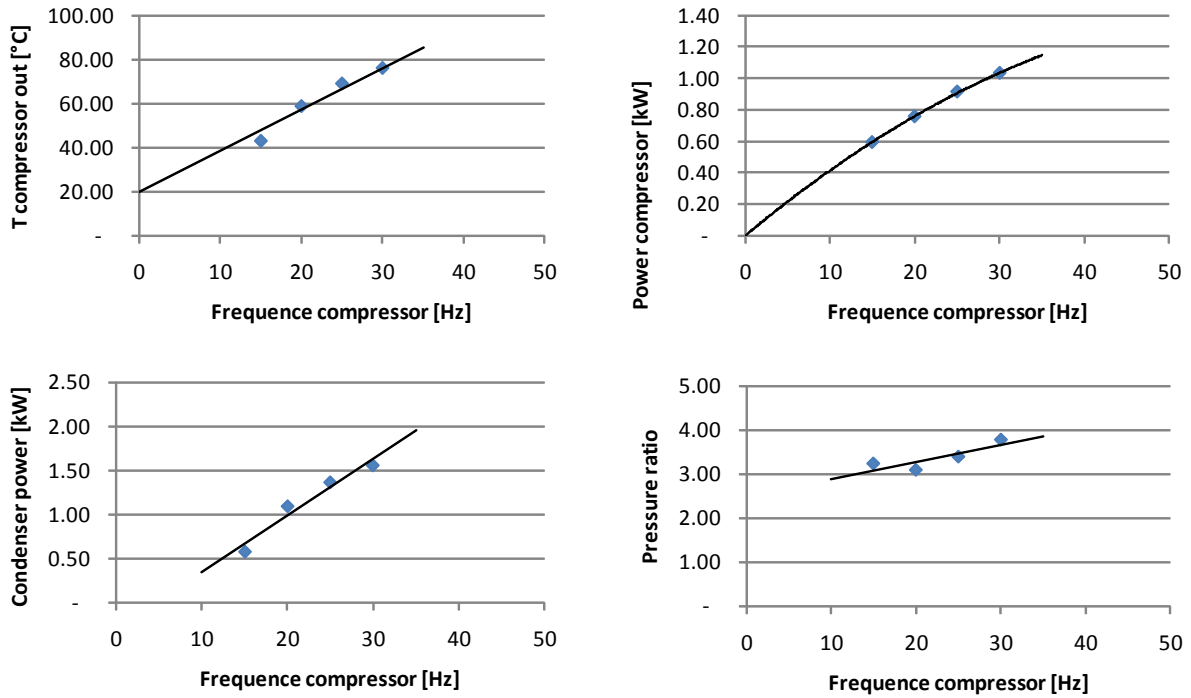 T compressor out [°C]
100.00
80.00
60.00
40.00
20.00
-
0 10 20 30 40 50
Frequence compressor [Hz]
Power compressor [kW]
1.40
1.20
1.00
0.80
0.60
0.40
0.20
-
0 10 20 30 40 50
Frequence compressor [Hz]
Condenser power [kW]
2.50
2.00
1.50
1.00
0.50
-
0 10 20 30 40 50
Frequence compressor [Hz]
Pressure ratio
5.00
4.00
3.00
2.00
1.00
-
0 10 20 30 40 50
Frequence compressor [Hz]